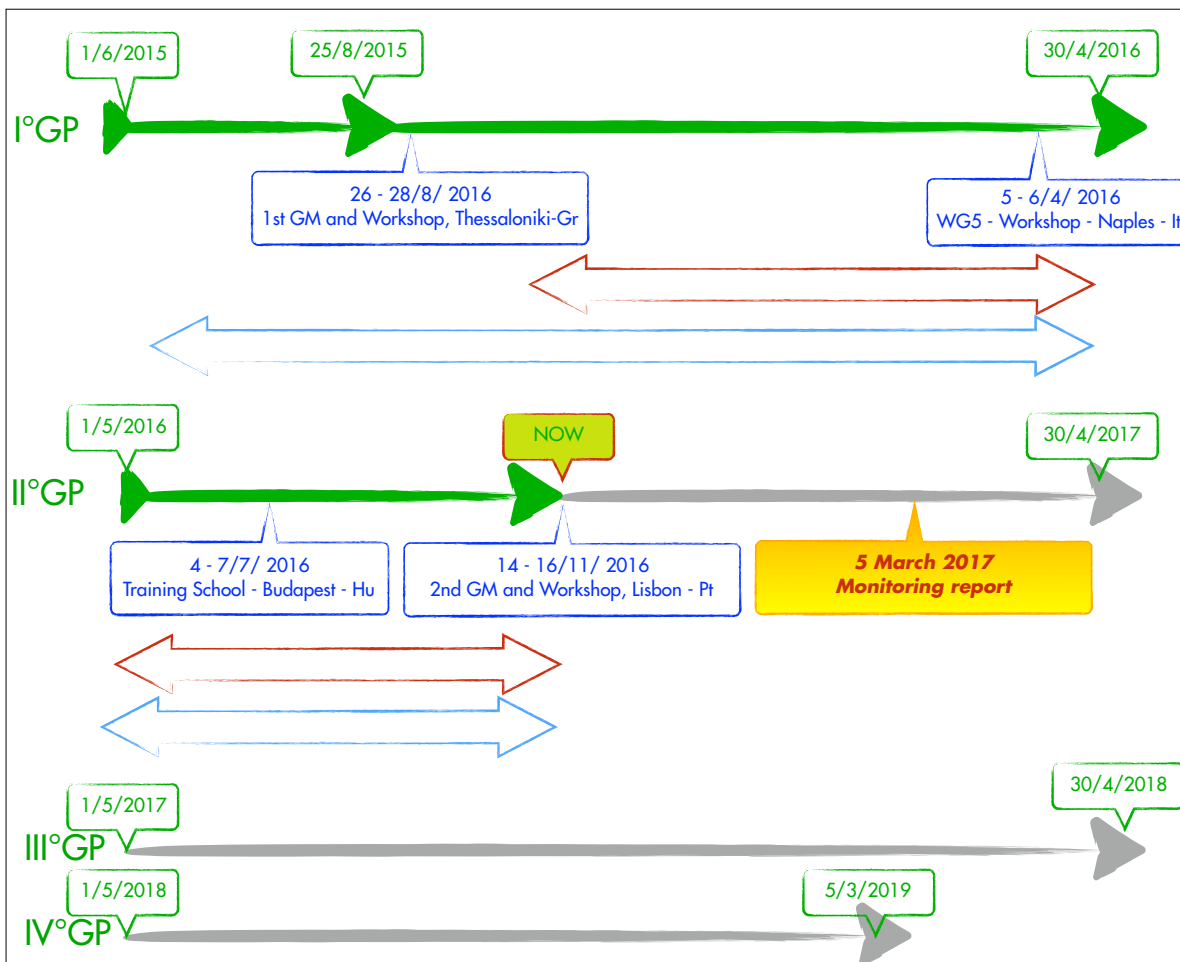 1/6/2015
25/8/2015
30/4/2016
I°GP
26 - 28/8/ 2016
1st GM and Workshop, Thessaloniki-Gr
5 - 6/4/ 2016
WG5 - Workshop - Naples - It
1/5/2016
NOW
30/4/2017
II°GP
4 - 7/7/ 2016
Training School - Budapest - Hu
14 - 16/11/ 2016
2nd GM and Workshop, Lisbon - Pt
5 March 2017
Monitoring report
1/5/2017
30/4/2018
III°GP
1/5/2018
5/3/2019
IV°GP